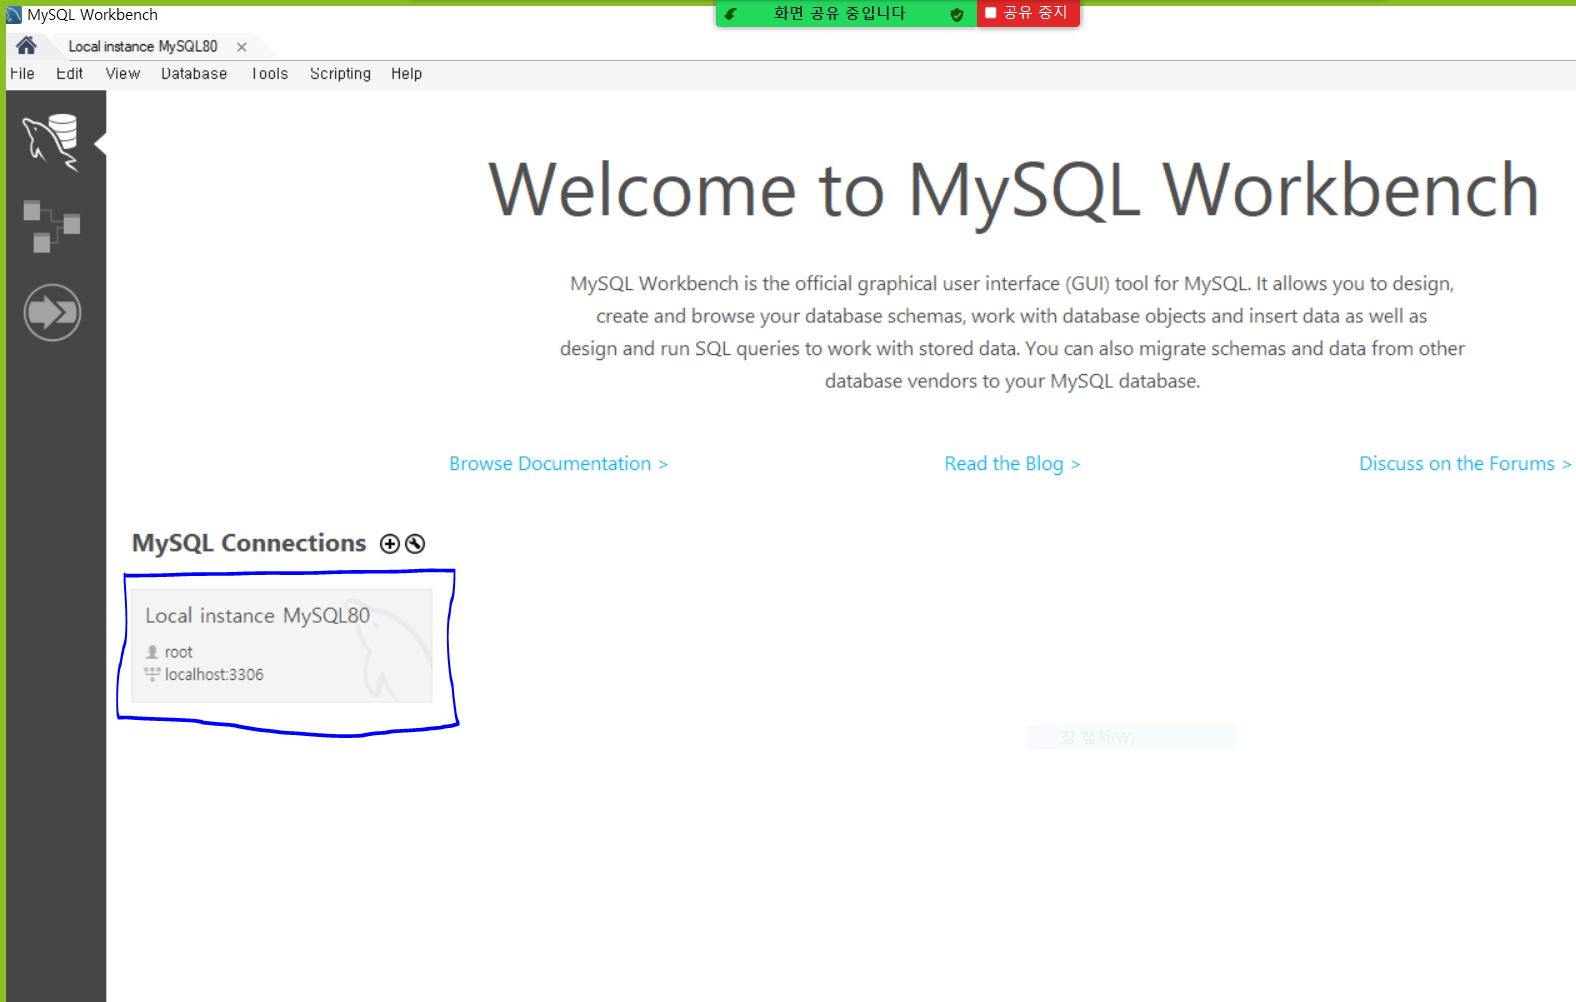 MySQL Workbench
화면 공유 중입니다
공유 중지
Local instance MySQL80
File Edit View Database Tools Scripting Help
Welcome to MySQL Workbench
MySQL Workbench is the official graphical user interface (GUI) tool for MySQL. It allows you to design,
create and browse your database schemas, work with database objects and insert data as well as
design and run SQL queries to work with stored data. You can also migrate schemas and data from other
database vendors to your MySQL database.
Browse Documentation > Read the Blog > Discuss on the Forums >
MySQL Connections
Local instance MySQL80
root
localhost:3306
창 캡처(W)